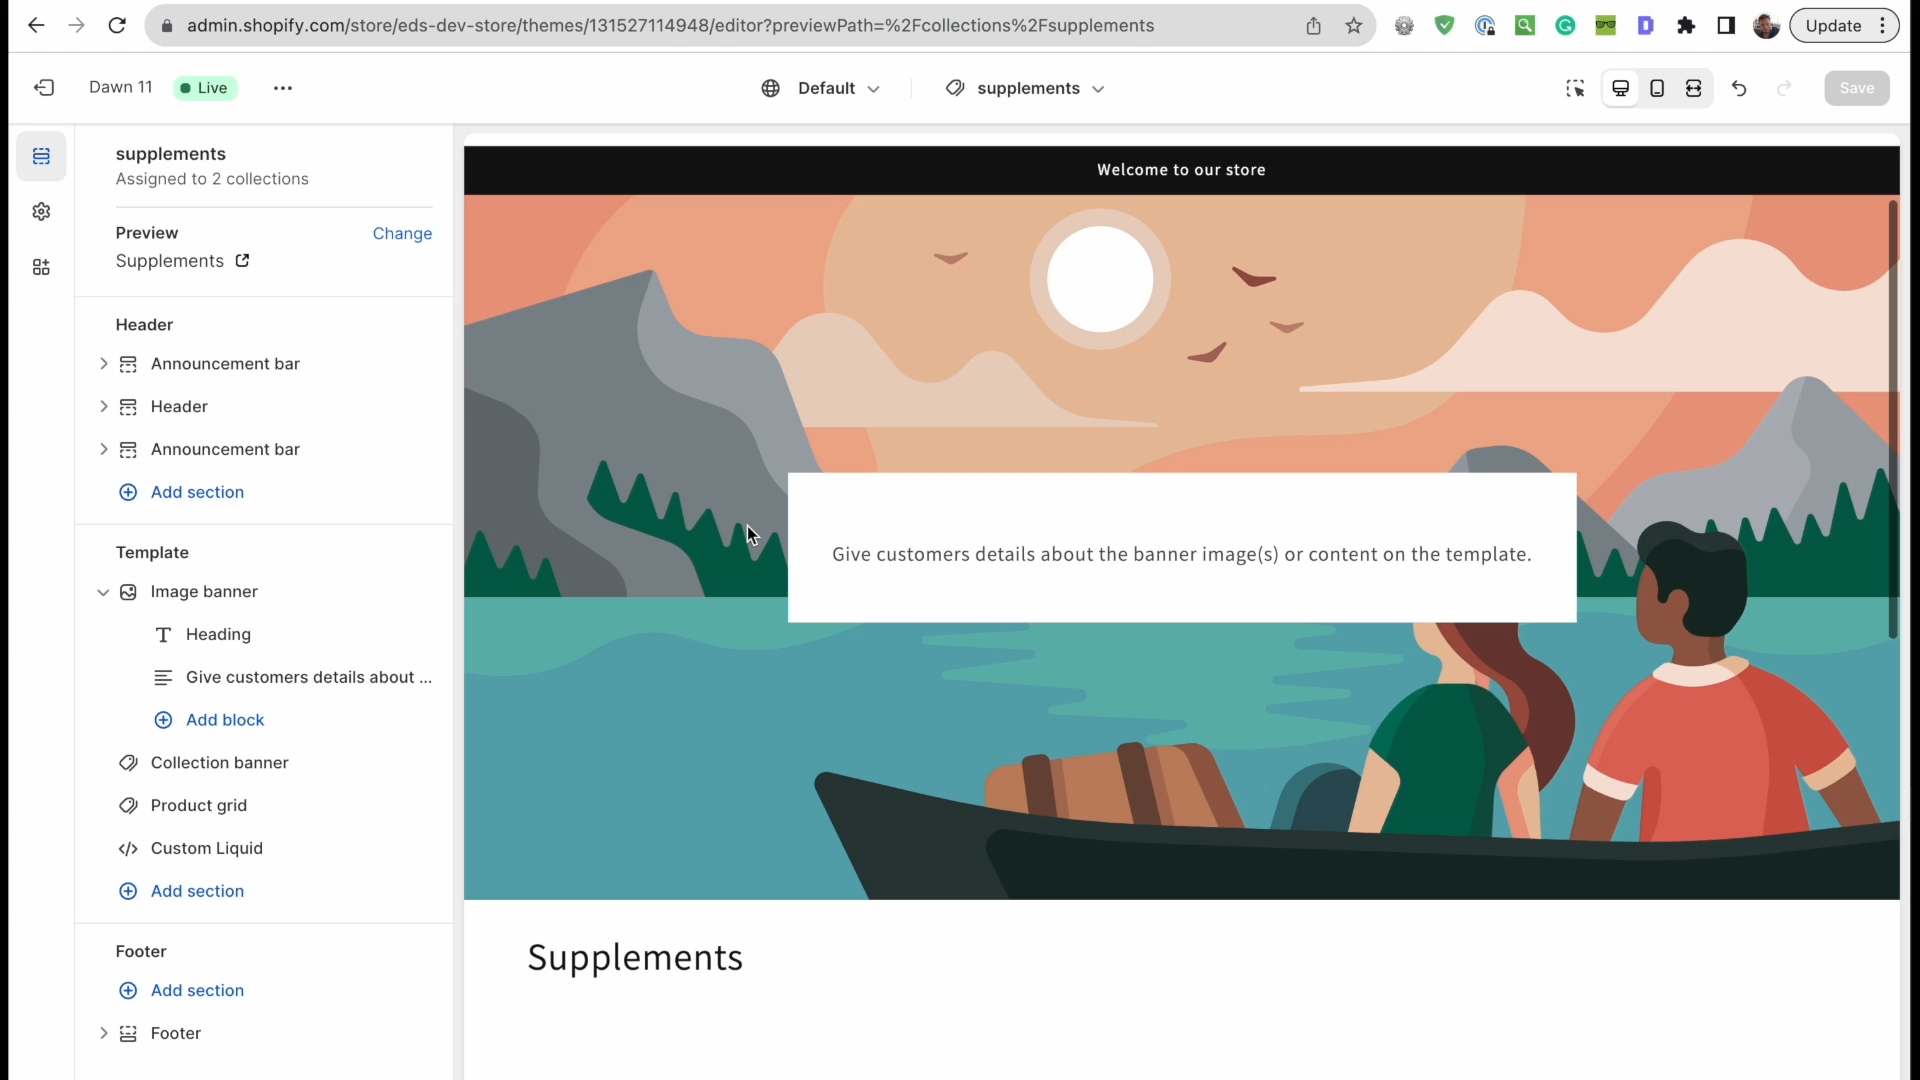 admin.shopify.com/store/eds-dev-store/themes/131527114948/editor?previewPath=%2Fcollections%2Fsupplements
Update
Dawn 11
Live
Default
supplements
Save
supplements
Assigned to 2 collections
Preview
Change
Supplements
Header
Announcement bar
Header
Announcement bar
Add section
Template
Image banner
Heading
Give customers details about ...
Add block
Collection banner
Product grid
Custom Liquid
Add section
Footer
Add section
Footer
Welcome to our store
Give customers details about the banner image(s) or content on the template.
Supplements